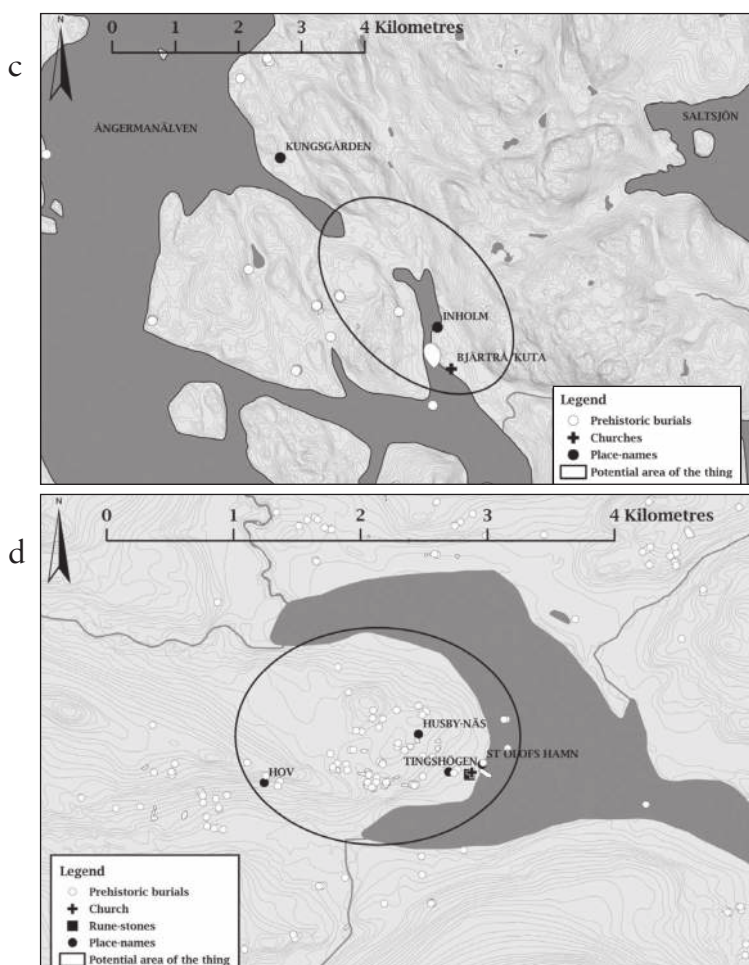 c
N
0 1 2 3 4 Kilometres
ÅNGERMANÄLVEN
SALTSJÖN
KUNGSGÅRDEN
INHOLM
BJÄRTRÅ/KUTA
Legend
Prehistoric burials
Churches
Place-names
Potential area of the thing
d
N
0 1 2 3 4 Kilometres
HUSBY-NÄS
ST OLOFS HAMN
TINGSHÖGEN
HOV
Legend
Prehistoric burials
Church
Rune-stones
Place-names
Potential area of the thing